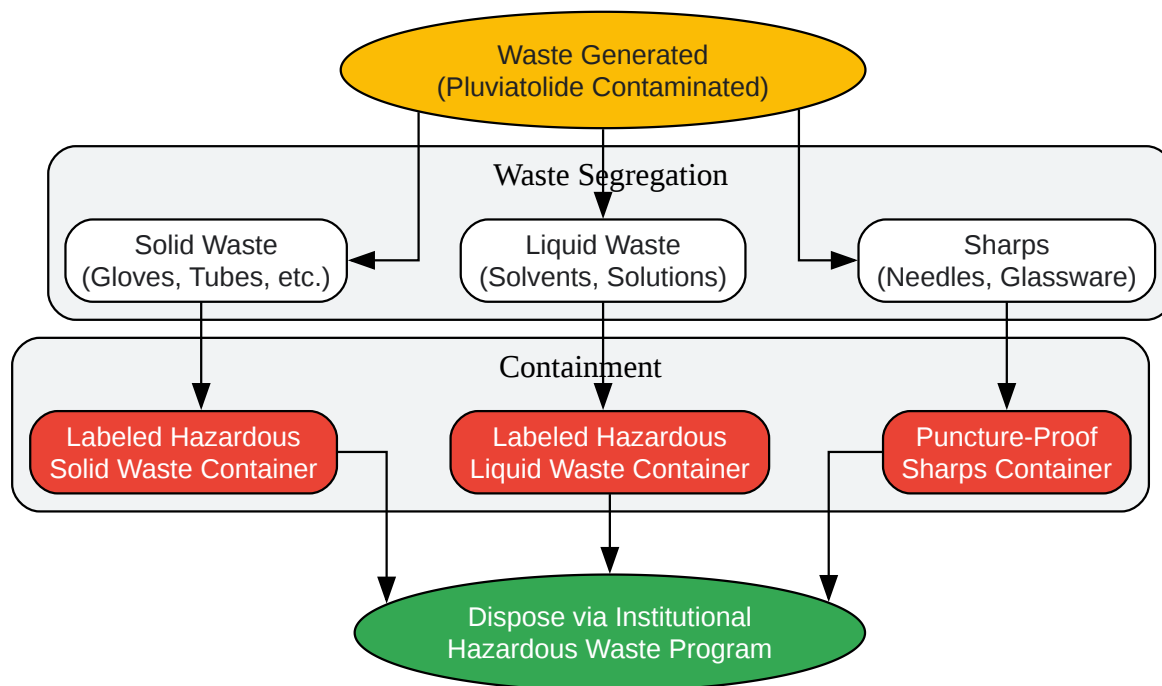 Waste Generated
(Pluviatolide Contaminated)
Waste Segregation
Solid Waste
(Gloves, Tubes, etc.)
Liquid Waste
(Solvents, Solutions)
Sharps
(Needles, Glassware)
Containment
Labeled Hazardous
Solid Waste Container
Labeled Hazardous
Liquid Waste Container
Puncture-Proof
Sharps Container
Dispose via Institutional
Hazardous Waste Program